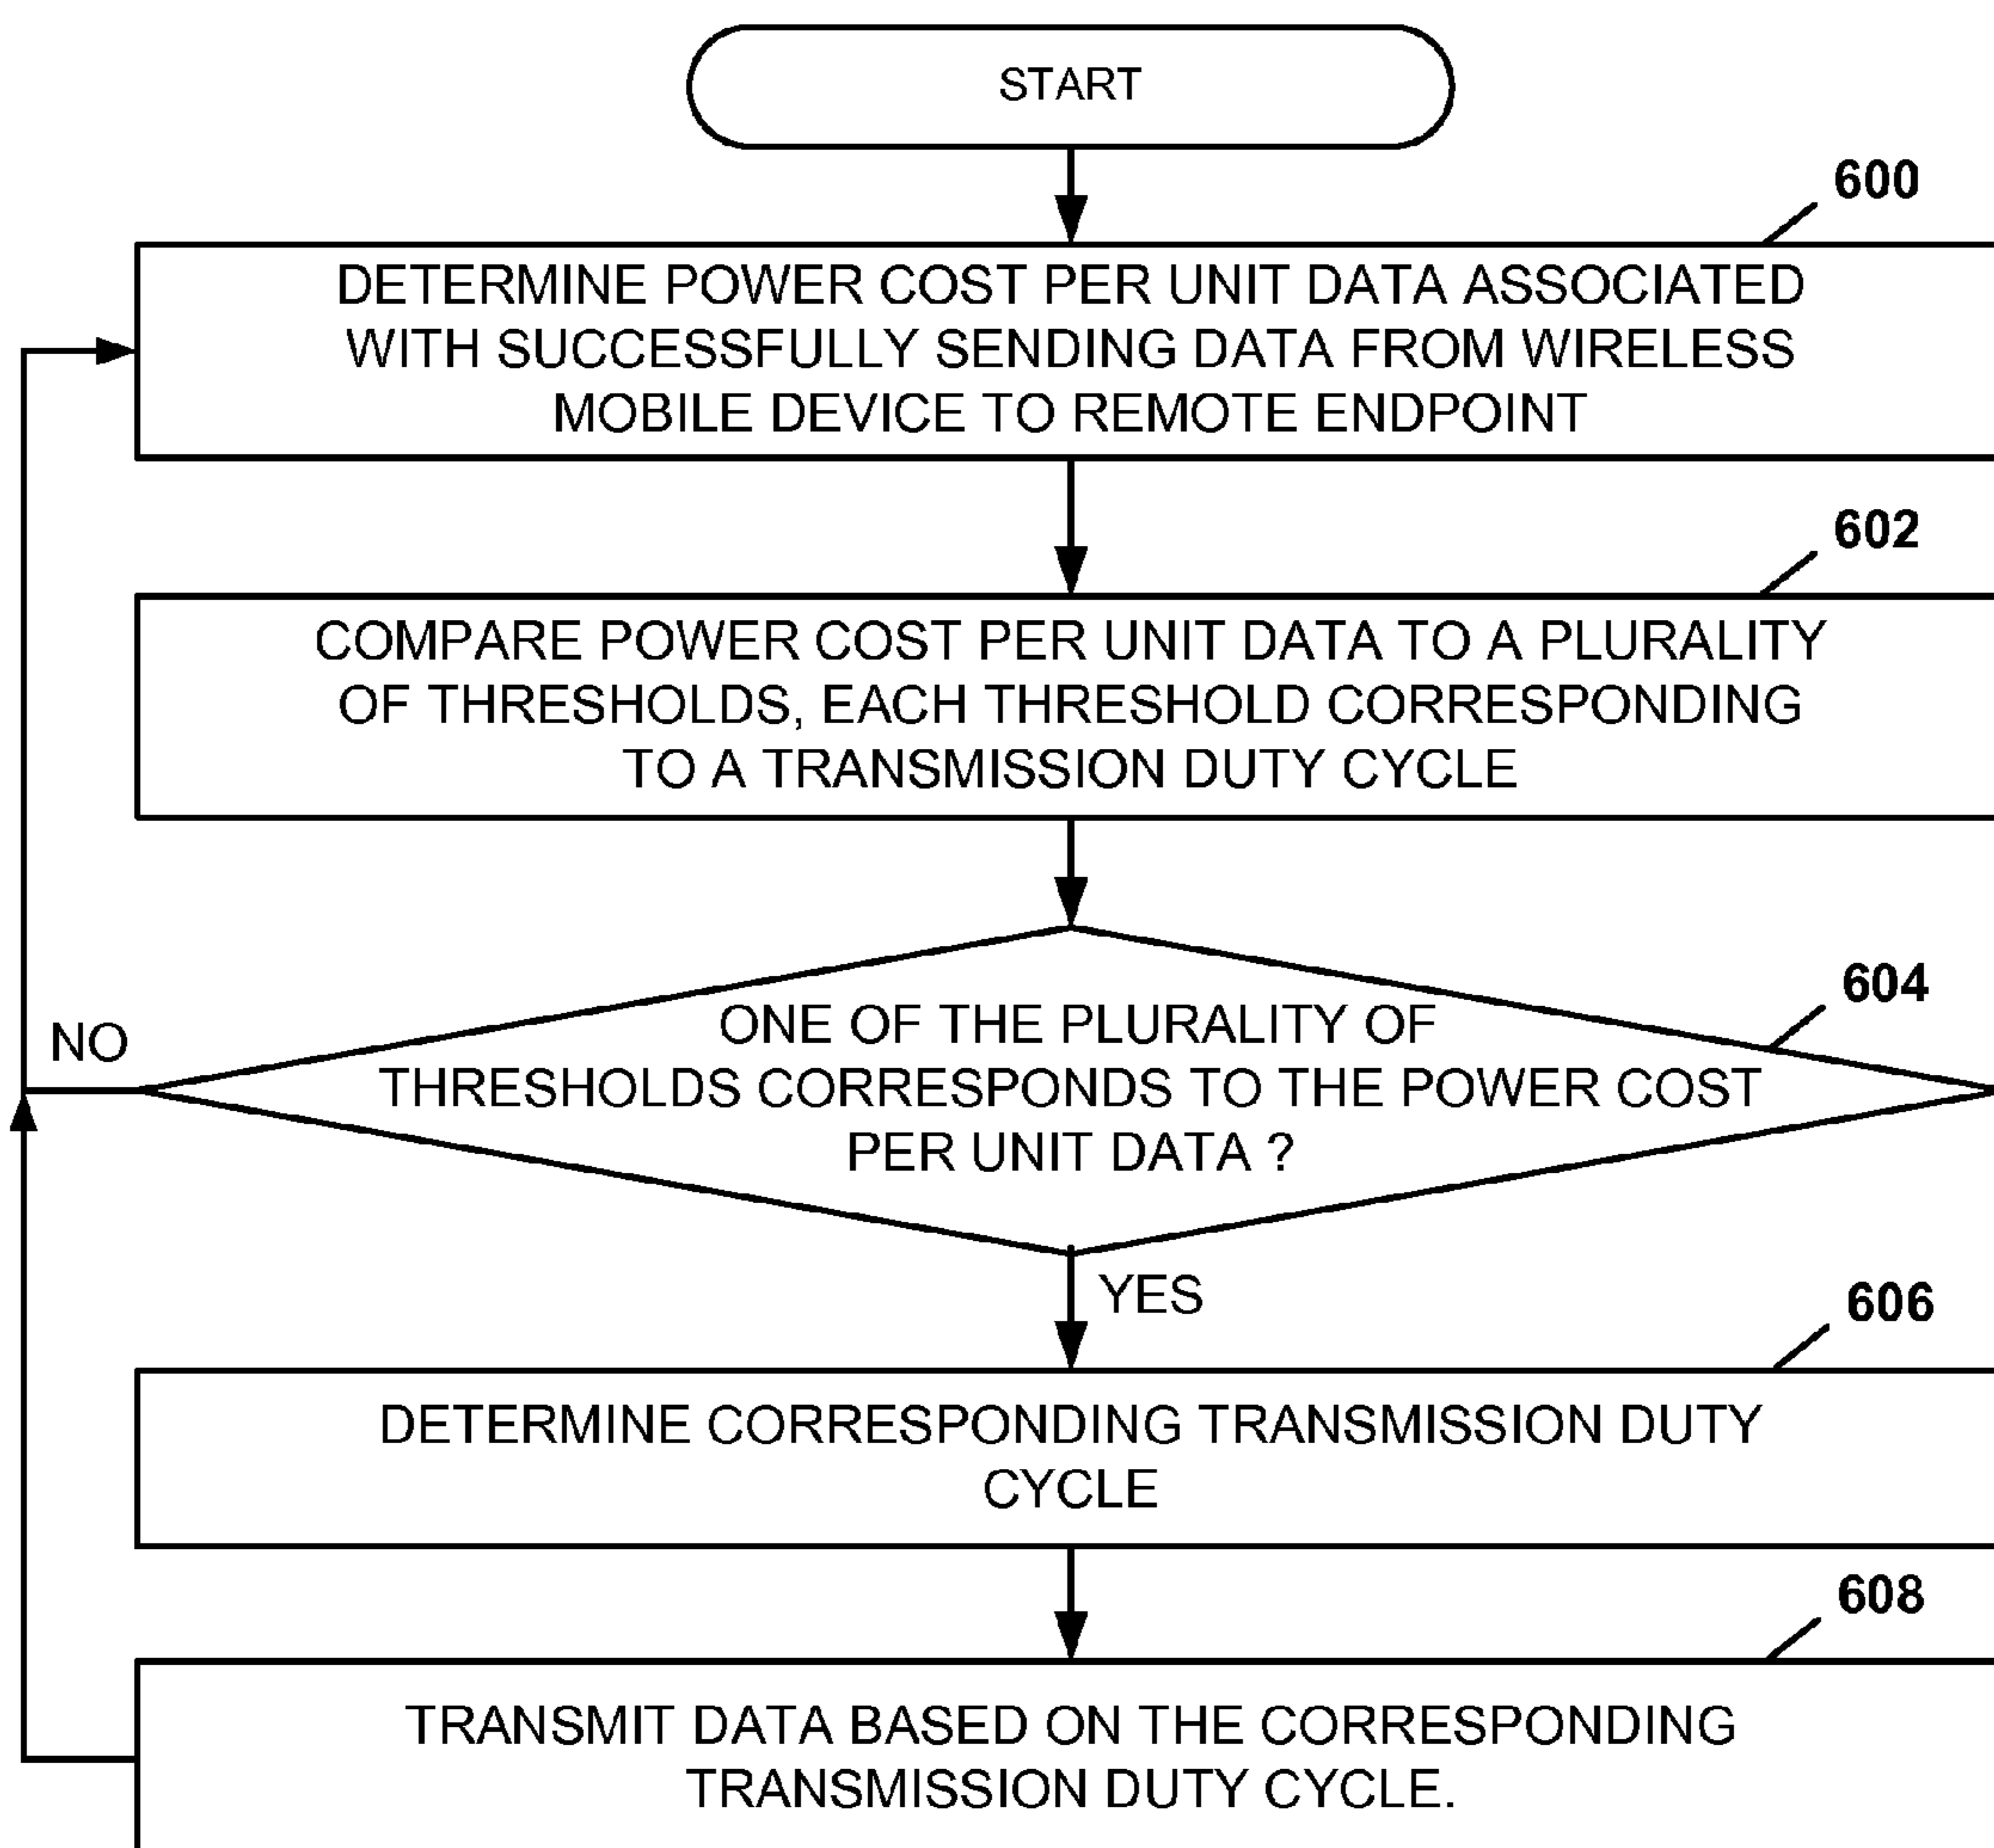 START
600
DETERMINE POWER COST PER UNIT DATA ASSOCIATED
WITH SUCCESSFULLY SENDING DATA FROM WIRELESS
MOBILE DEVICE TO REMOTE ENDPOINT
602
COMPARE POWER COST PER UNIT DATA TO A PLURALITY
OF THRESHOLDS, EACH THRESHOLD CORRESPONDING
TO A TRANSMISSION DUTY CYCLE
604
ONE OF THE PLURALITY OF
THRESHOLDS CORRESPONDS TO THE POWER COST
PER UNIT DATA ?
NO
YES
606
DETERMINE CORRESPONDING TRANSMISSION DUTY
CYCLE
608
TRANSMIT DATA BASED ON THE CORRESPONDING
TRANSMISSION DUTY CYCLE.